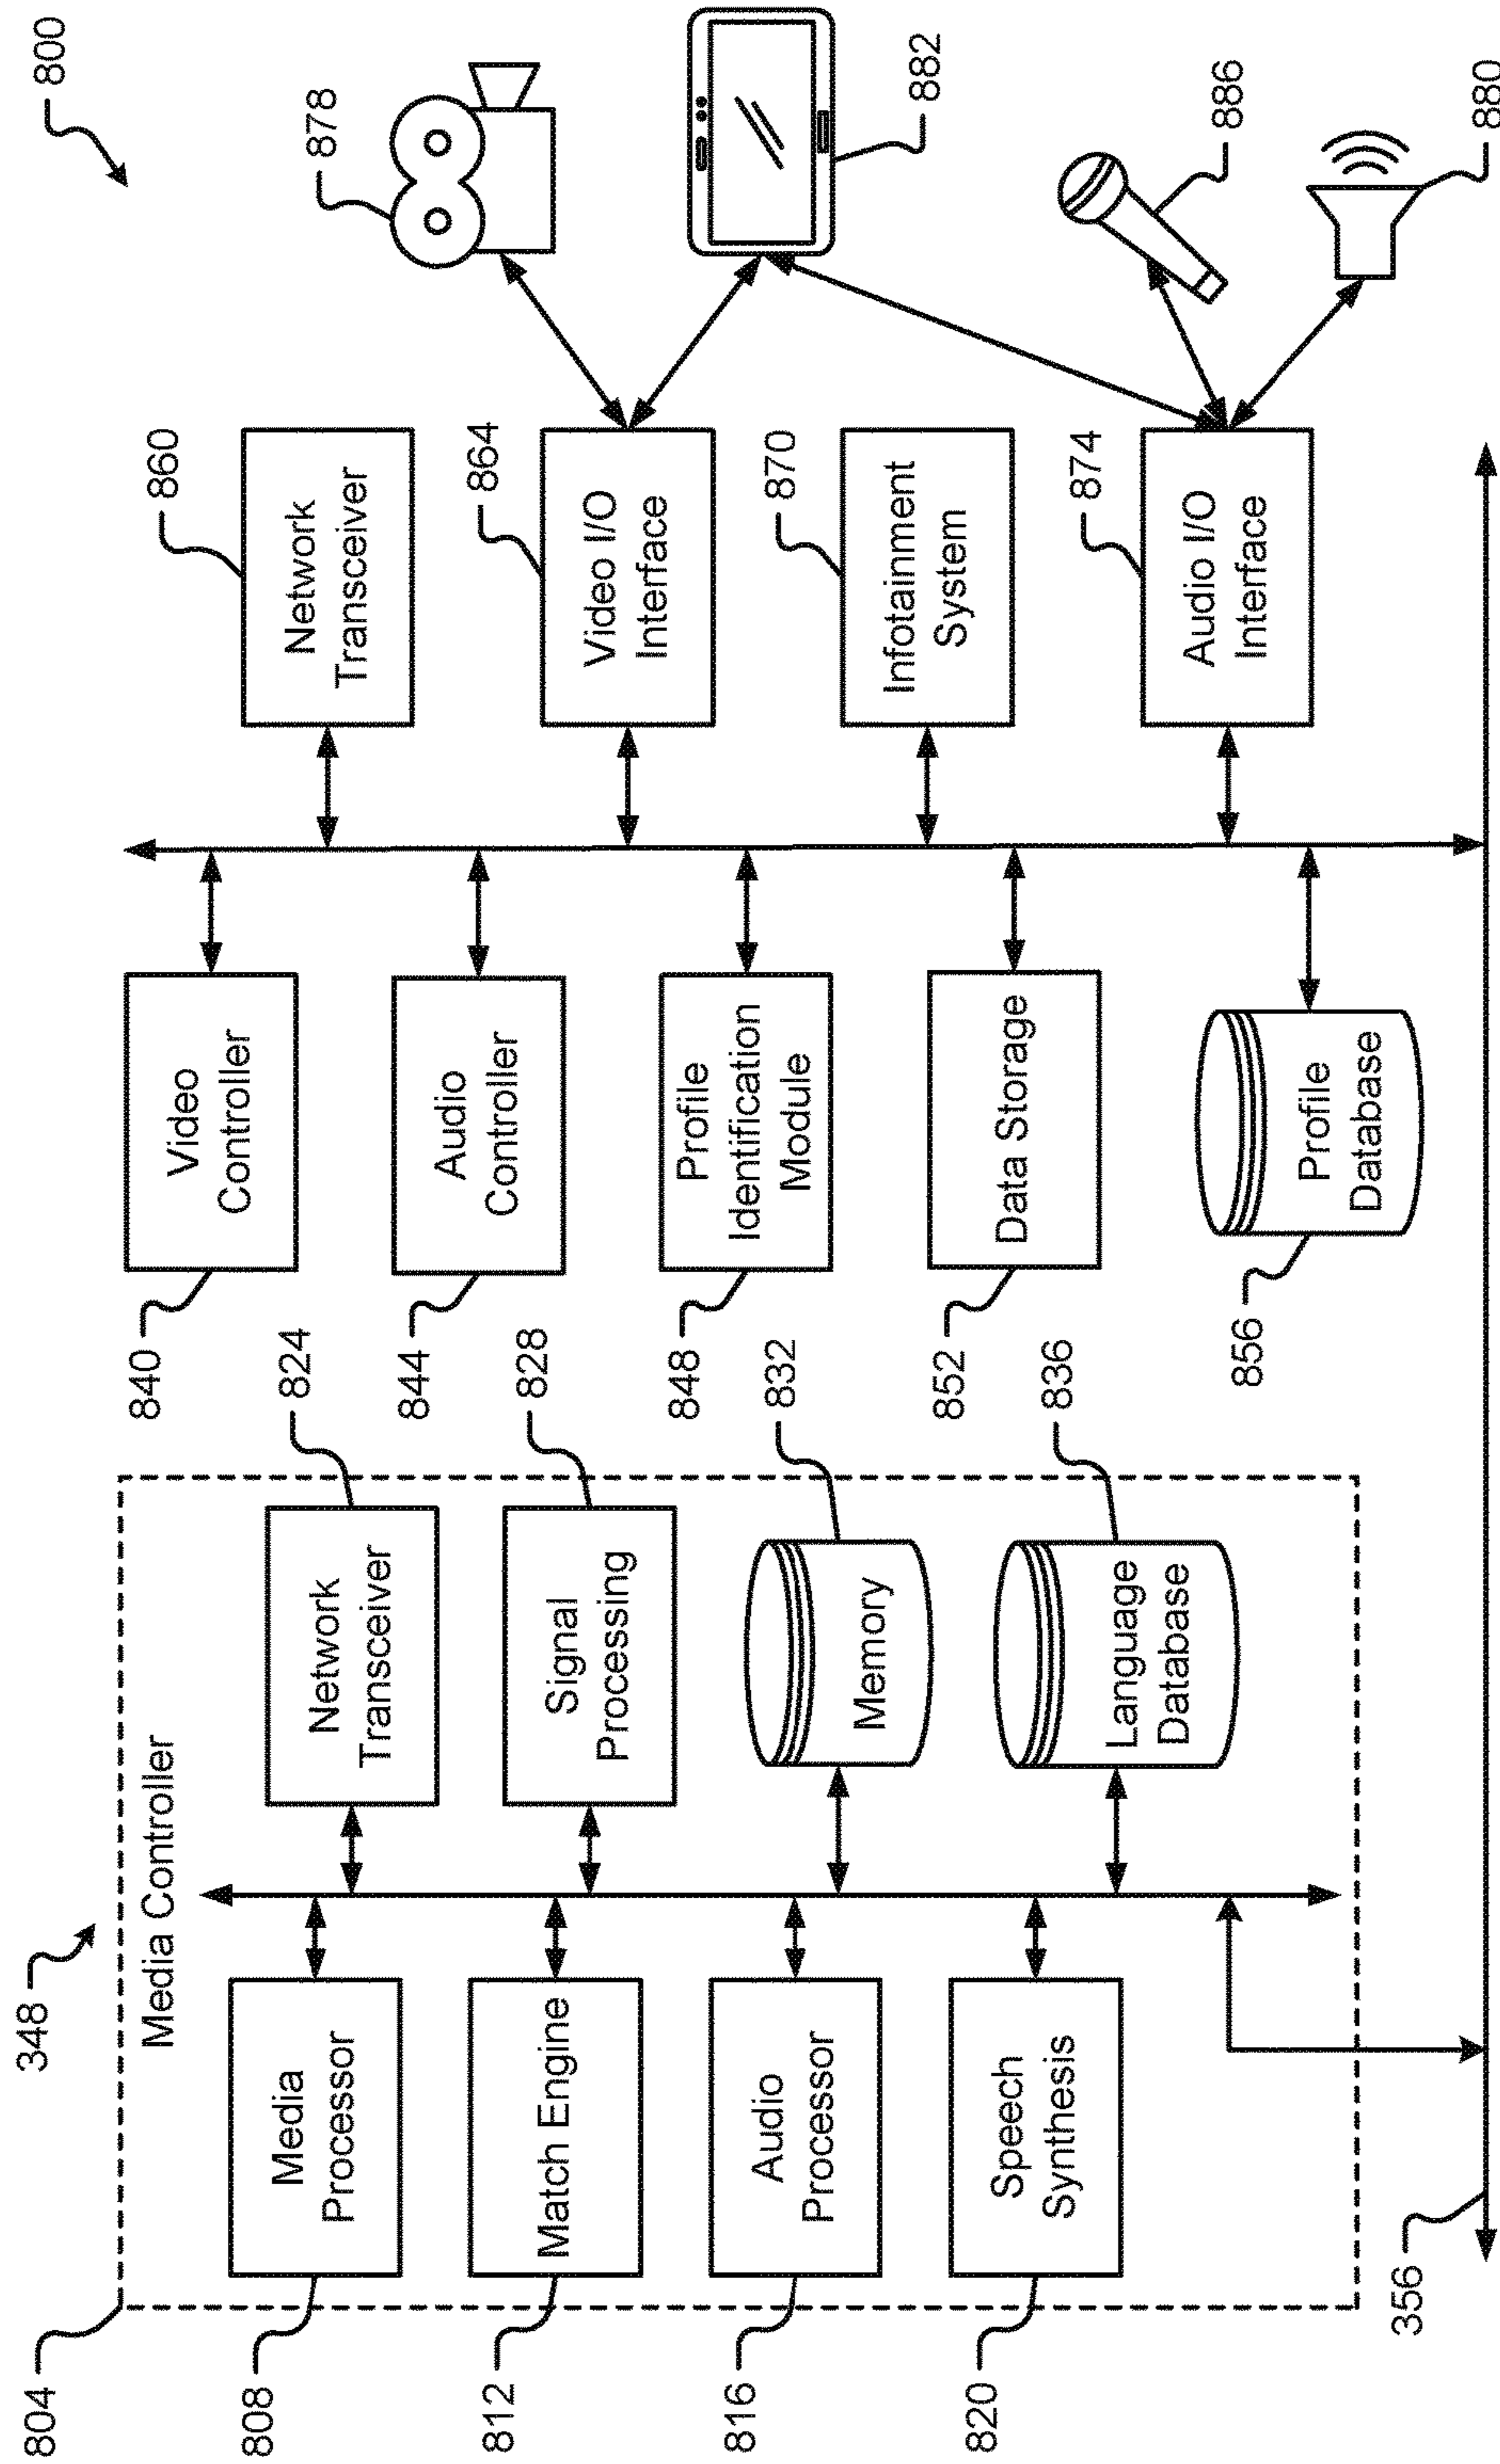 348
800
804
Media Controller
808
Media
Processor
812
Match Engine
816
Audio
Processor
820
Speech
Synthesis
824
Network
Transceiver
828
Signal
Processing
832
Memory
836
Language
Database
840
Video
Controller
844
Audio
Controller
848
Profile
Identification
Module
852
Data Storage
856
Profile
Database
860
Network
Transceiver
864
Video I/O
Interface
870
Infotainment
System
874
Audio I/O
Interface
878
882
886
880
356